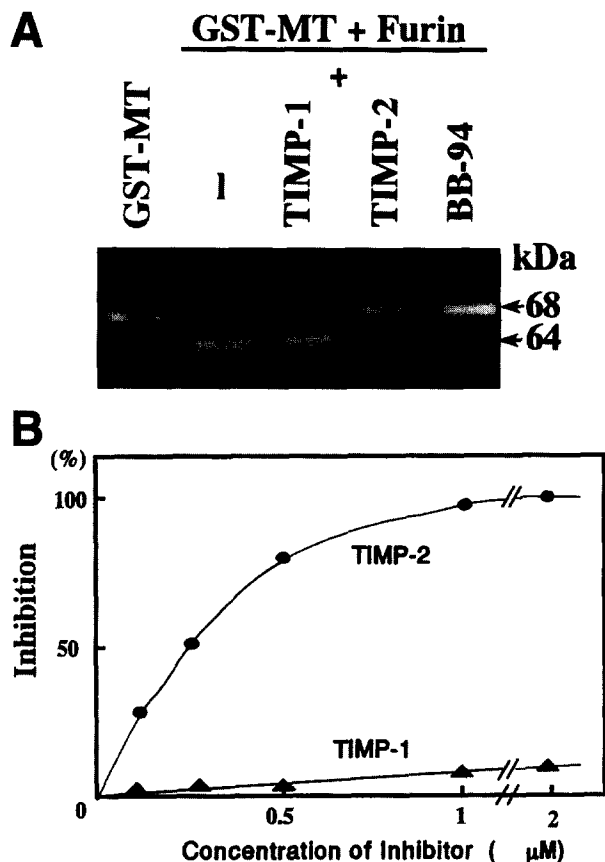 A
GST-MT + Furin
+
GST-MT
-
TIMP-1
TIMP-2
BB-94
kDa
68
64
B
(%)
100
50
0
Inhibition
TIMP-2
TIMP-1
0.5
1
2
Concentration of Inhibitor ( μM)